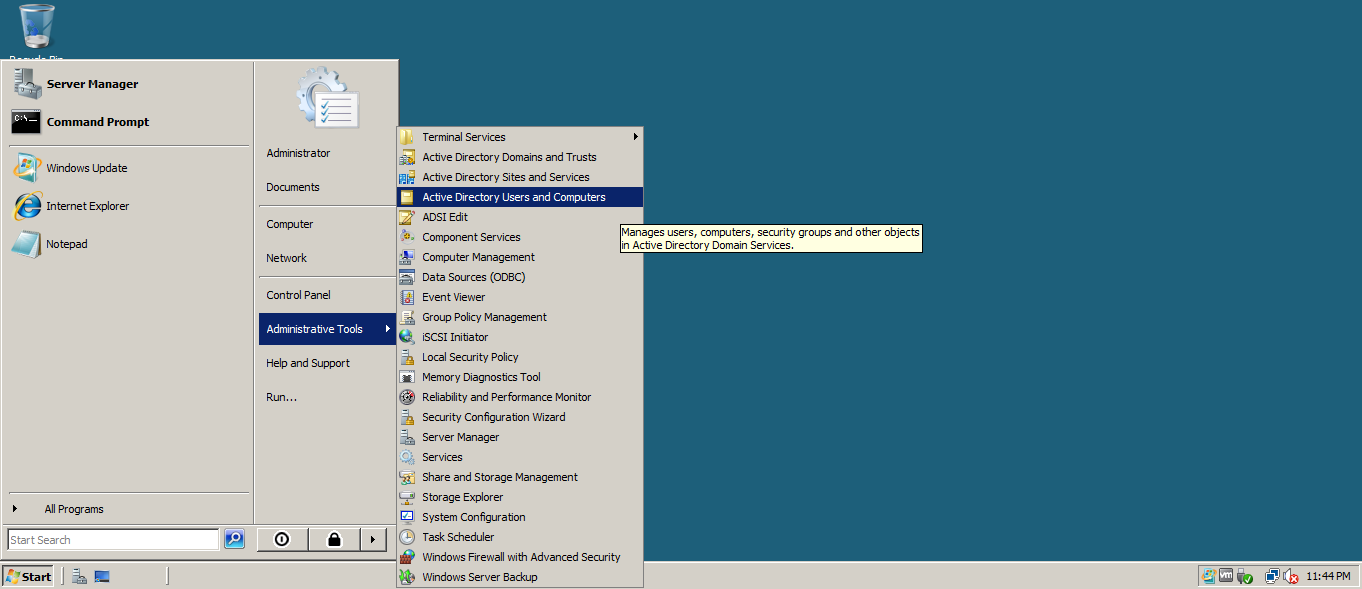 Recycle Bin
Server Manager
Command Prompt
Windows Update
Internet Explorer
Notepad
All Programs
Start Search
Administrator
Documents
Computer
Network
Control Panel
Administrative Tools
Help and Support
Run...
Terminal Services
Active Directory Domains and Trusts
Active Directory Sites and Services
Active Directory Users and Computers
ADSI Edit
Component Services
Computer Management
Data Sources (ODBC)
Event Viewer
Group Policy Management
iSCSI Initiator
Local Security Policy
Memory Diagnostics Tool
Reliability and Performance Monitor
Security Configuration Wizard
Server Manager
Services
Share and Storage Management
Storage Explorer
System Configuration
Task Scheduler
Windows Firewall with Advanced Security
Windows Server Backup
Manages users, computers, security groups and other objects
in Active Directory Domain Services.
Start
11:44 PM